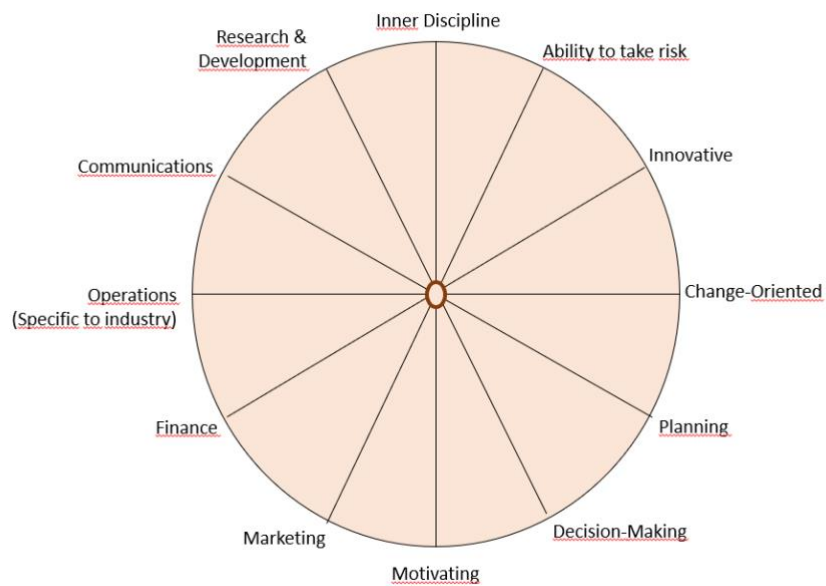 Inner Discipline
Ability to take risk
Innovative
Change-Oriented
Planning
Decision-Making
Motivating
Marketing
Finance
Operations
(Specific to industry)
Communications
Research &
Development